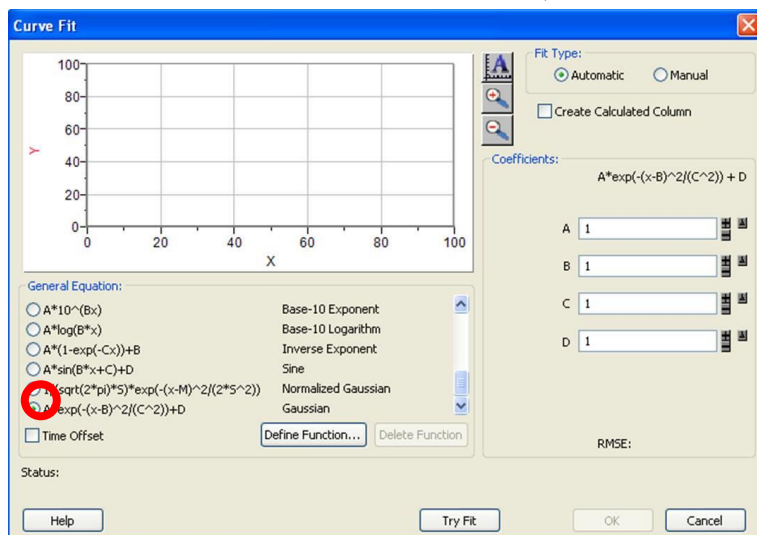 Curve Fit
100
80
60
40
20
0
Y
0 20 40 60 80 100
X
A
Fit Type:
Automatic Manual
Create Calculated Column
Coefficients:
A*exp(-(x-B)^2/(C^2)) + D
A 1
B 1
C 1
D 1
RMSE:
General Equation:
A*10^(Bx) Base-10 Exponent
A*log(B*x) Base-10 Logarithm
A*(1-exp(-Cx))+B Inverse Exponent
A*sin(B*x+C)+D Sine
(sqrt(2*pi)*S)*exp(-(x-M)^2/(2*S^2)) Normalized Gaussian
exp(-(x-B)^2/(C^2))+D Gaussian
Time Offset Define Function... Delete Function
Status:
Help Try Fit OK Cancel